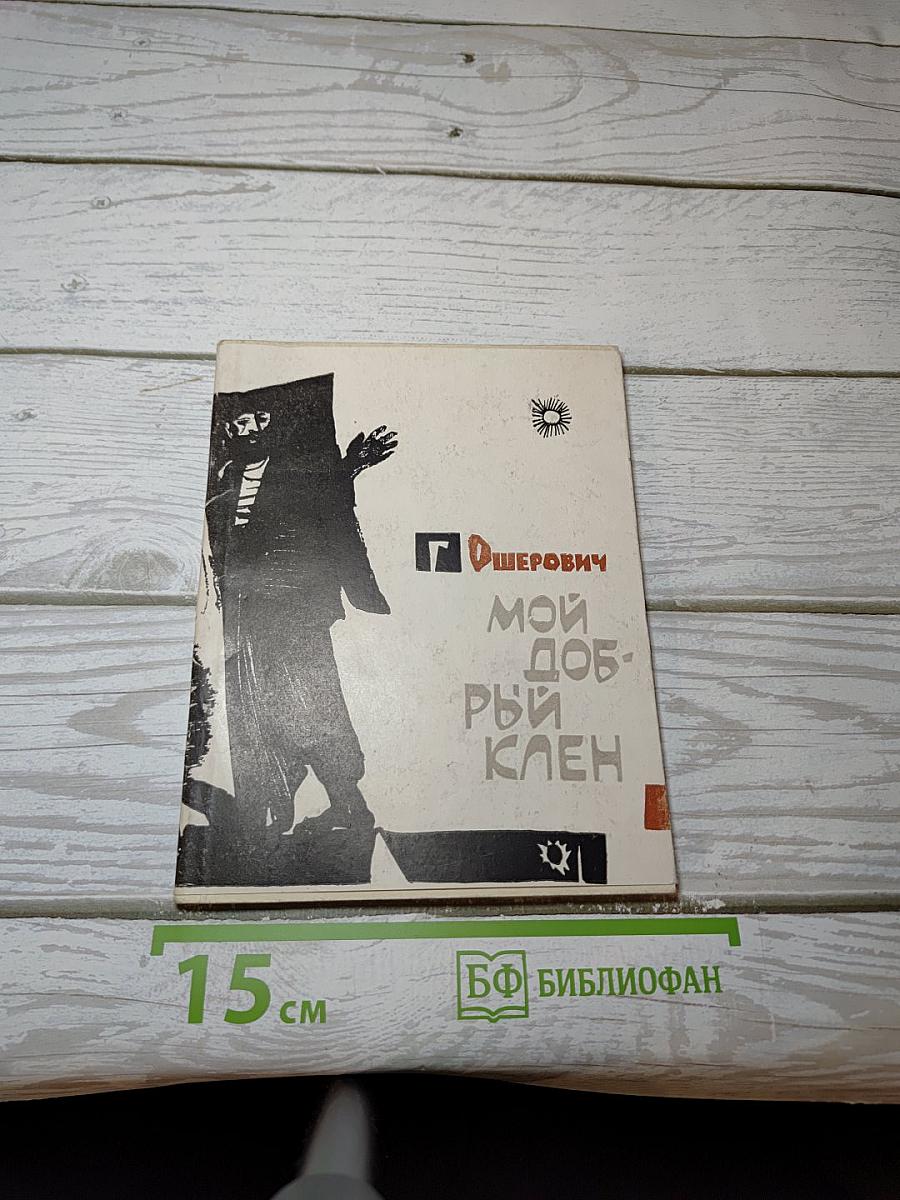 Г Ошерович
МОЙ
ДОБ-
РЫЙ
КЛЕН
15 см
БФ БИБЛИОФАН